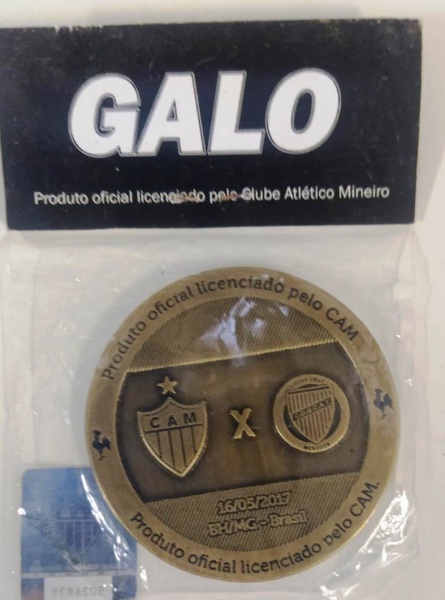 GALO
Produto oficial licenciado pelo Clube Atlético Mineiro
Produto oficial licenciado pelo CAM
CAM
X
MENDOZA
16/05/2017
BH/MG - Brasil
Produto oficial licenciado pelo CAM.